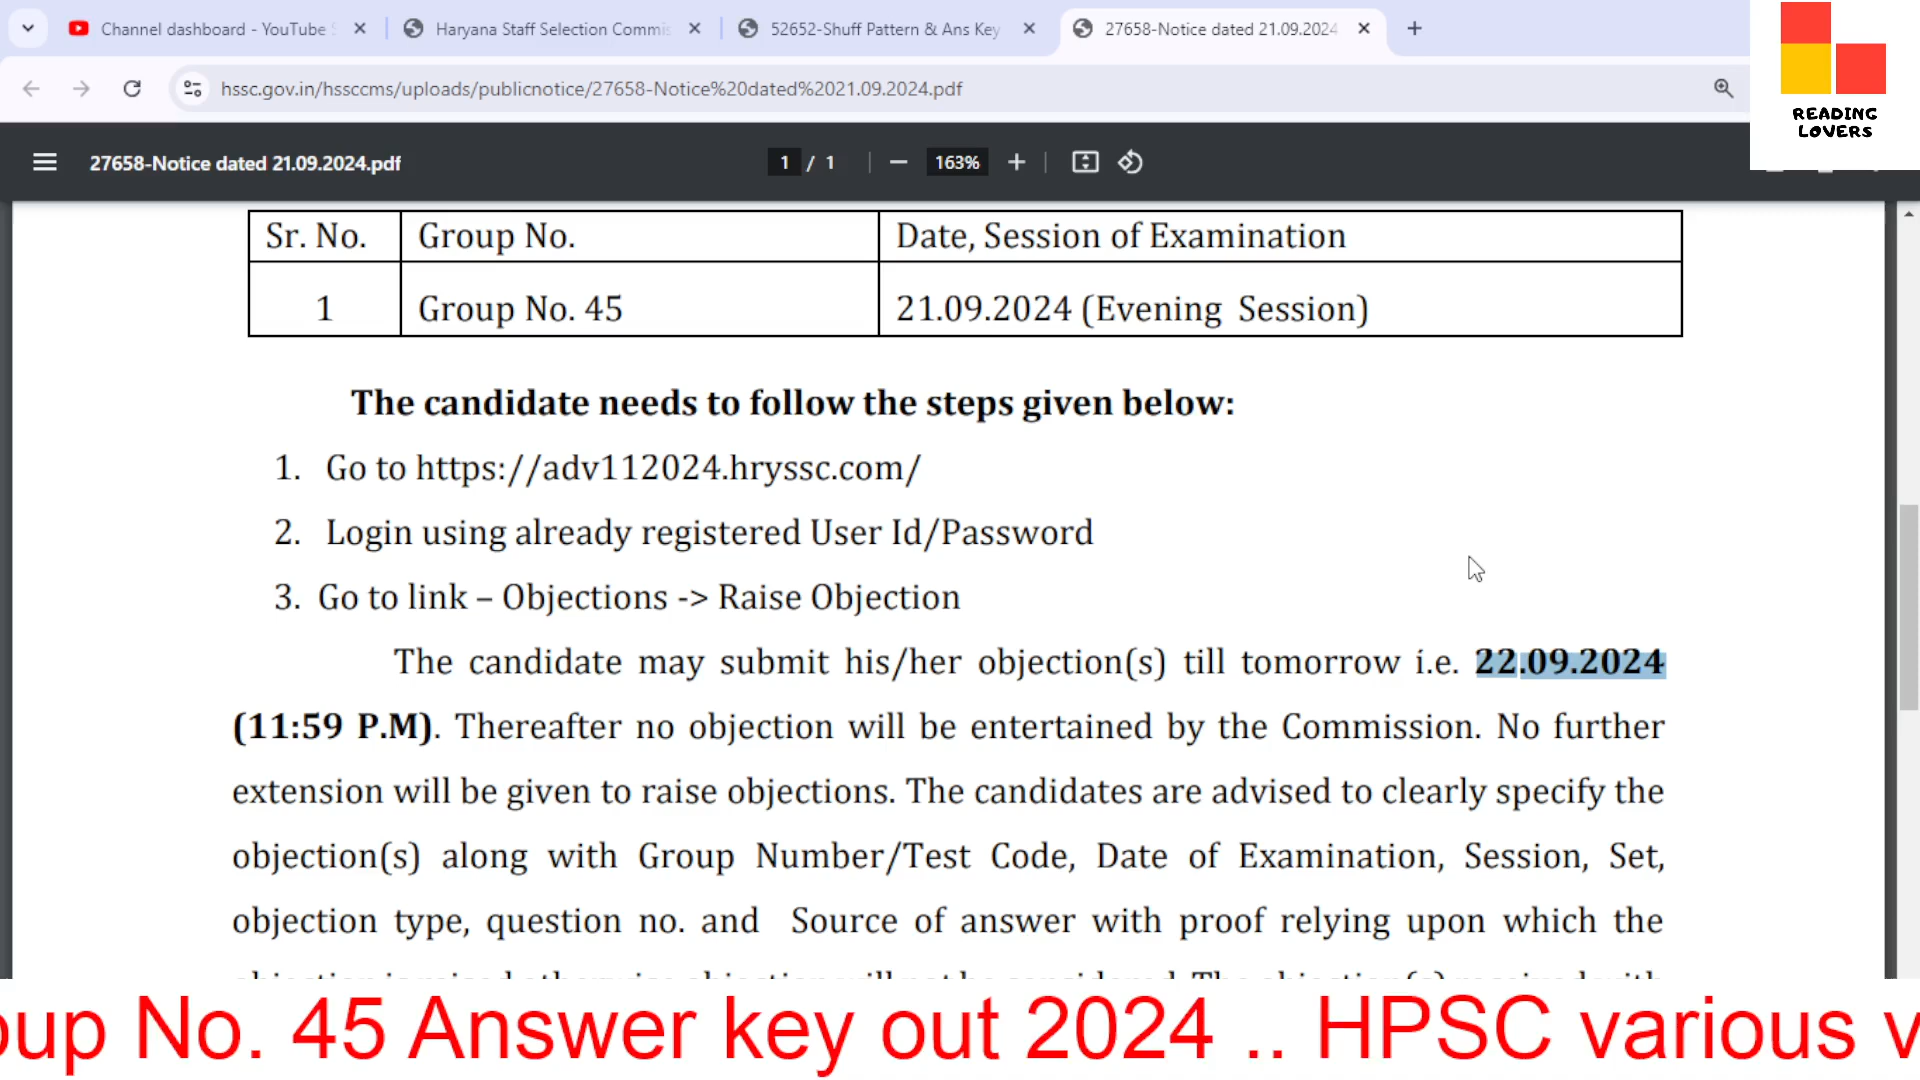 Channel dashboard - YouTube
Haryana Staff Selection Commis
52652-Shuff Pattern & Ans Key
27658-Notice dated 21.09.2024
hssc.gov.in/hssccms/uploads/publicnotice/27658-Notice%20dated%2021.09.2024.pdf
READING
LOVERS
27658-Notice dated 21.09.2024.pdf
1 / 1
163%
Sr. No. Group No. Date, Session of Examination
1 Group No. 45 21.09.2024 (Evening Session)
The candidate needs to follow the steps given below:
1. Go to https://adv112024.hryssc.com/
2. Login using already registered User Id/Password
3. Go to link – Objections -> Raise Objection
The candidate may submit his/her objection(s) till tomorrow i.e. 22.09.2024
(11:59 P.M). Thereafter no objection will be entertained by the Commission. No further
extension will be given to raise objections. The candidates are advised to clearly specify the
objection(s) along with Group Number/Test Code, Date of Examination, Session, Set,
objection type, question no. and Source of answer with proof relying upon which the
oup No. 45 Answer key out 2024 .. HPSC various v